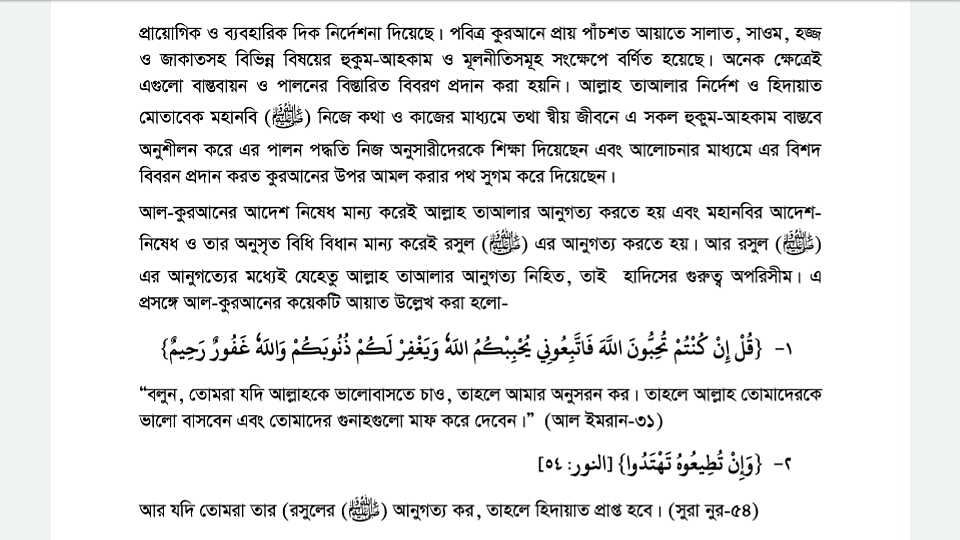 প্রায়োগিক ও ব্যবহারিক দিক নির্দেশনা দিয়েছে। পবিত্র কুরআনে প্রায় পাঁচশত আয়াতে সালাত, সাওম, হজ্জ
ও জাকাতসহ বিভিন্ন বিষয়ের হুকুম-আহকাম ও মূলনীতিসমূহ সংক্ষেপে বর্ণিত হয়েছে। অনেক ক্ষেত্রেই
এগুলো বাস্তবায়ন ও পালনের বিস্তারিত বিবরণ প্রদান করা হয়নি। আল্লাহ তাআলার নির্দেশ ও হিদায়াত
মোতাবেক মহানবি (ﷺ) নিজে কথা ও কাজের মাধ্যমে তথা স্বীয় জীবনে এ সকল হুকুম-আহকাম বাস্তবে
অনুশীলন করে এর পালন পদ্ধতি নিজ অনুসারীদেরকে শিক্ষা দিয়েছেন এবং আলোচনার মাধ্যমে এর বিশদ
বিবরন প্রদান করত কুরআনের উপর আমল করার পথ সুগম করে দিয়েছেন।
আল-কুরআনের আদেশ নিষেধ মান্য করেই আল্লাহ তাআলার আনুগত্য করতে হয় এবং মহানবির আদেশ-
নিষেধ ও তার অনুসৃত বিধি বিধান মান্য করেই রসুল (ﷺ) এর আনুগত্য করতে হয়। আর রসুল (ﷺ)
এর আনুগত্যের মধ্যেই যেহেতু আল্লাহ তাআলার আনুগত্য নিহিত, তাই হাদিসের গুরুত্ব অপরিসীম। এ
প্রসঙ্গে আল-কুরআনের কয়েকটি আয়াত উল্লেখ করা হলো-
১- {قُلْ إِنْ كُنْتُمْ تُحِبُّونَ اللَّهَ فَاتَّبِعُونِي يُحْبِبْكُمُ اللَّهُ وَيَغْفِرْ لَكُمْ ذُنُوبَكُمْ وَاللَّهُ غَفُورٌ رَحِيمٌ}
“বলুন, তোমরা যদি আল্লাহকে ভালোবাসতে চাও, তাহলে আমার অনুসরন কর। তাহলে আল্লাহ তোমাদেরকে
ভালো বাসবেন এবং তোমাদের গুনাহগুলো মাফ করে দেবেন।” (আল ইমরান-৩১)
২- {وَإِنْ تُطِيعُوهُ تَهْتَدُوا} [النور: ٥٤]
আর যদি তোমরা তার (রসুলের (ﷺ) আনুগত্য কর, তাহলে হিদায়াত প্রাপ্ত হবে। (সুরা নুর-৫৪)